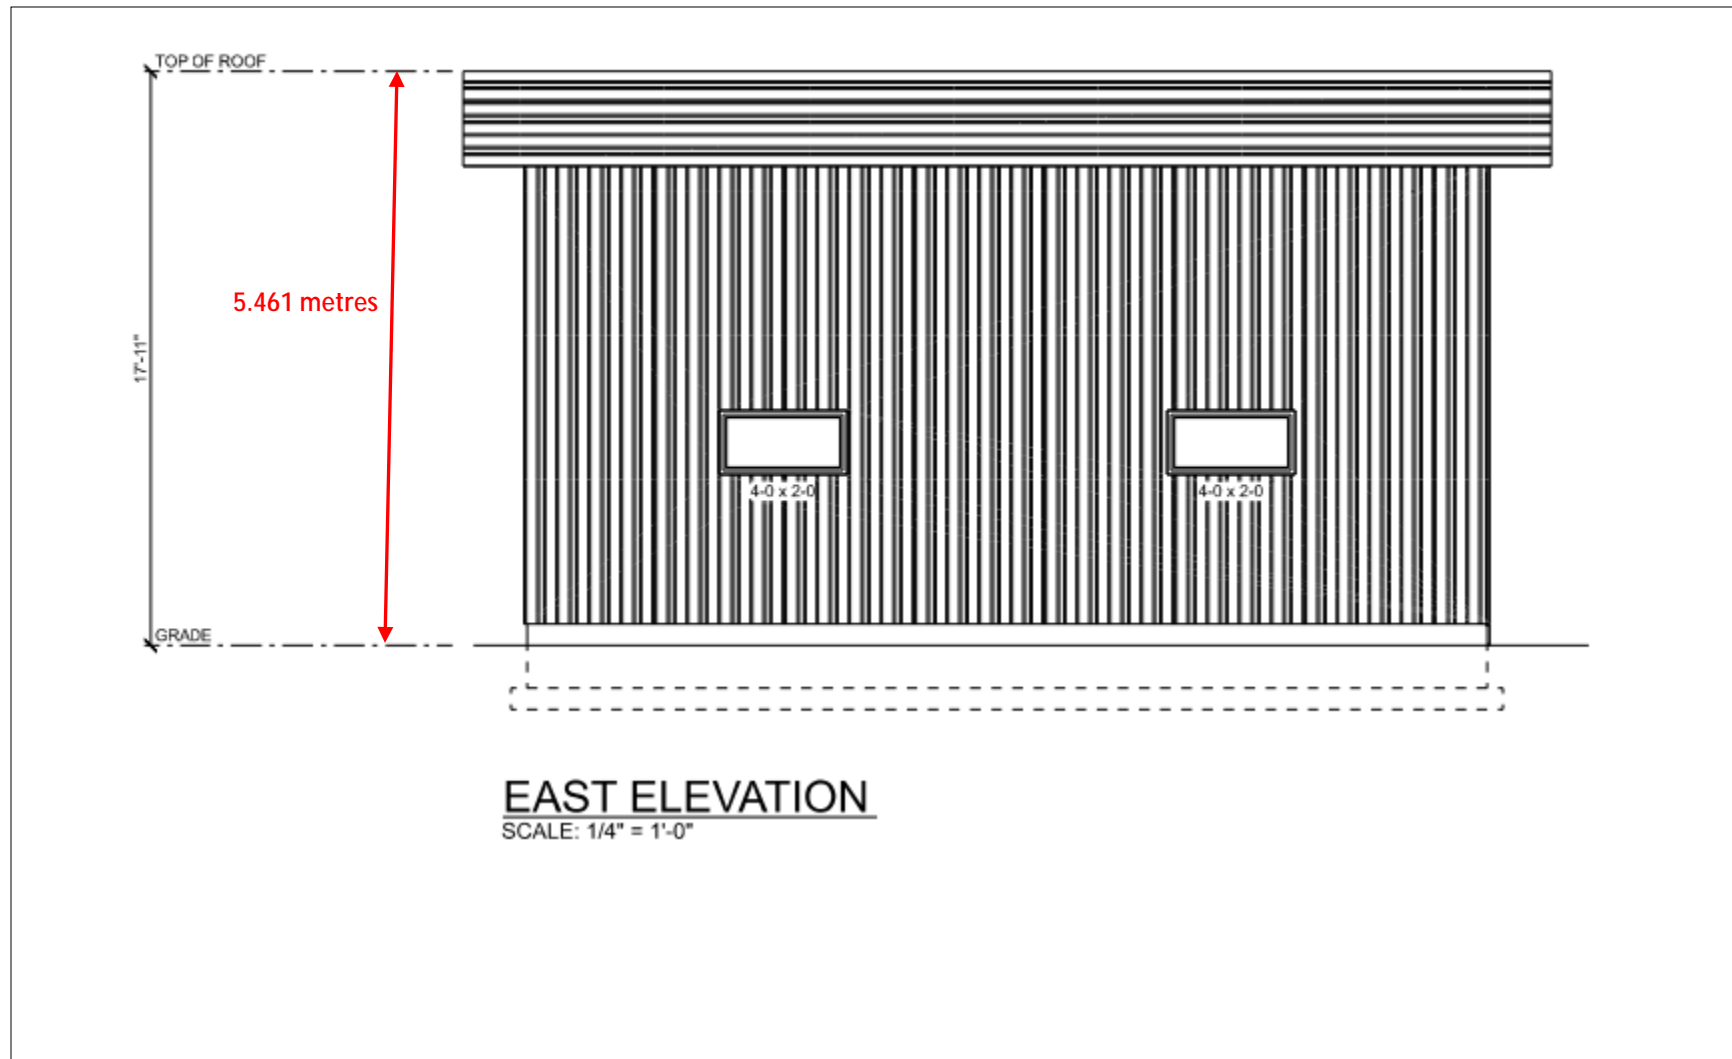 TOP OF ROOF
5.461 metres
17'-11"
4-0 x 2-0
4-0 x 2-0
GRADE
EAST ELEVATION
SCALE: 1/4" = 1'-0"